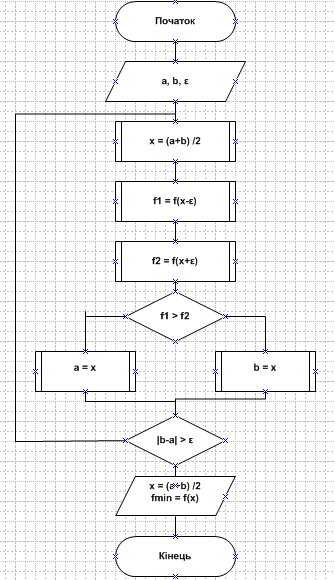 Початок
a, b, ε
x = (a+b) /2
f1 = f(x-ε)
f2 = f(x+ε)
f1 > f2
a = x
b = x
|b-a| > ε
x = (a+b) /2
fmin = f(x)
Кінець